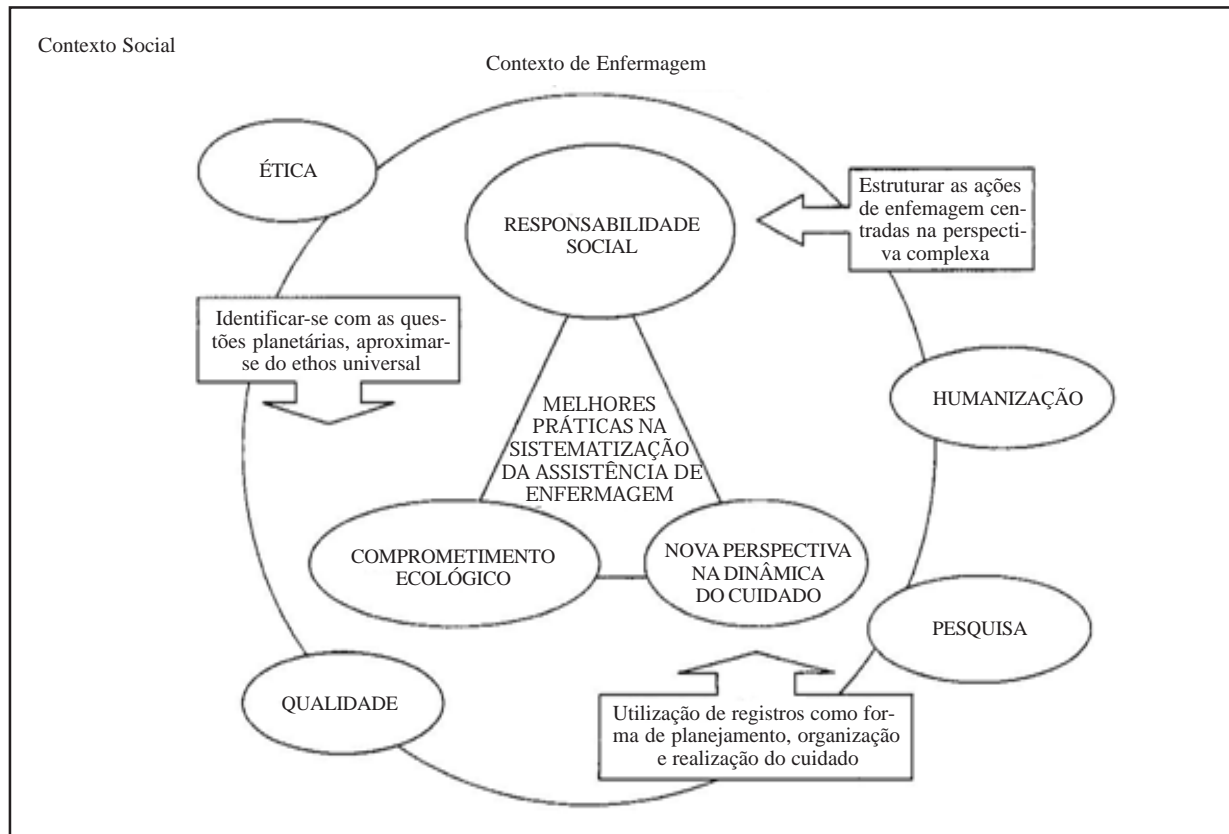 Contexto Social
Contexto de Enfermagem
ÉTICA
RESPONSABILIDADE
SOCIAL
Estruturar as ações
de enfemagem cen-
tradas na perspecti-
va complexa
Identificar-se com as ques-
tões planetárias, aproximar-
se do ethos universal
HUMANIZAÇÃO
MELHORES
PRÁTICAS NA
SISTEMATIZAÇÃO
DA ASSISTÊNCIA DE
ENFERMAGEM
COMPROMETIMENTO
ECOLÓGICO
NOVA PERSPECTIVA
NA DINÂMICA
DO CUIDADO
PESQUISA
QUALIDADE
Utilização de registros como for-
ma de planejamento, organização
e realização do cuidado